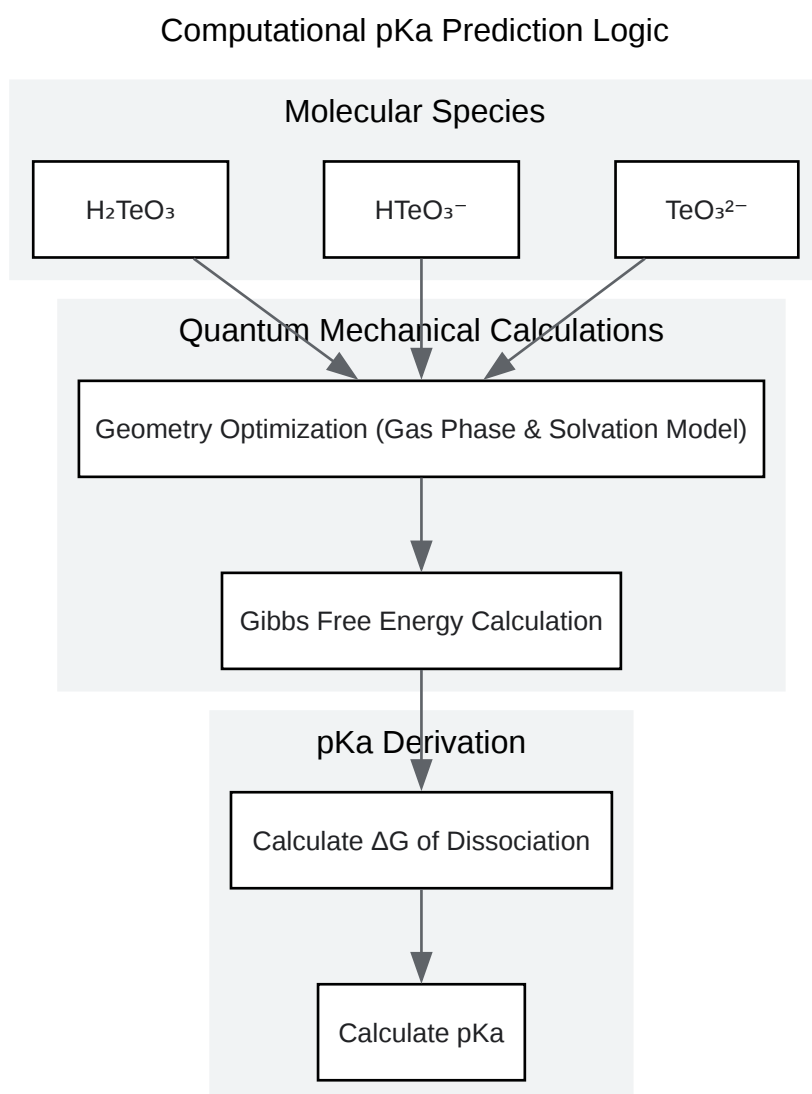 Computational pKa Prediction Logic
Molecular Species
H₂TeO₃
HTeO₃⁻
TeO₃²⁻
Quantum Mechanical Calculations
Geometry Optimization (Gas Phase & Solvation Model)
Gibbs Free Energy Calculation
pKa Derivation
Calculate ΔG of Dissociation
Calculate pKa